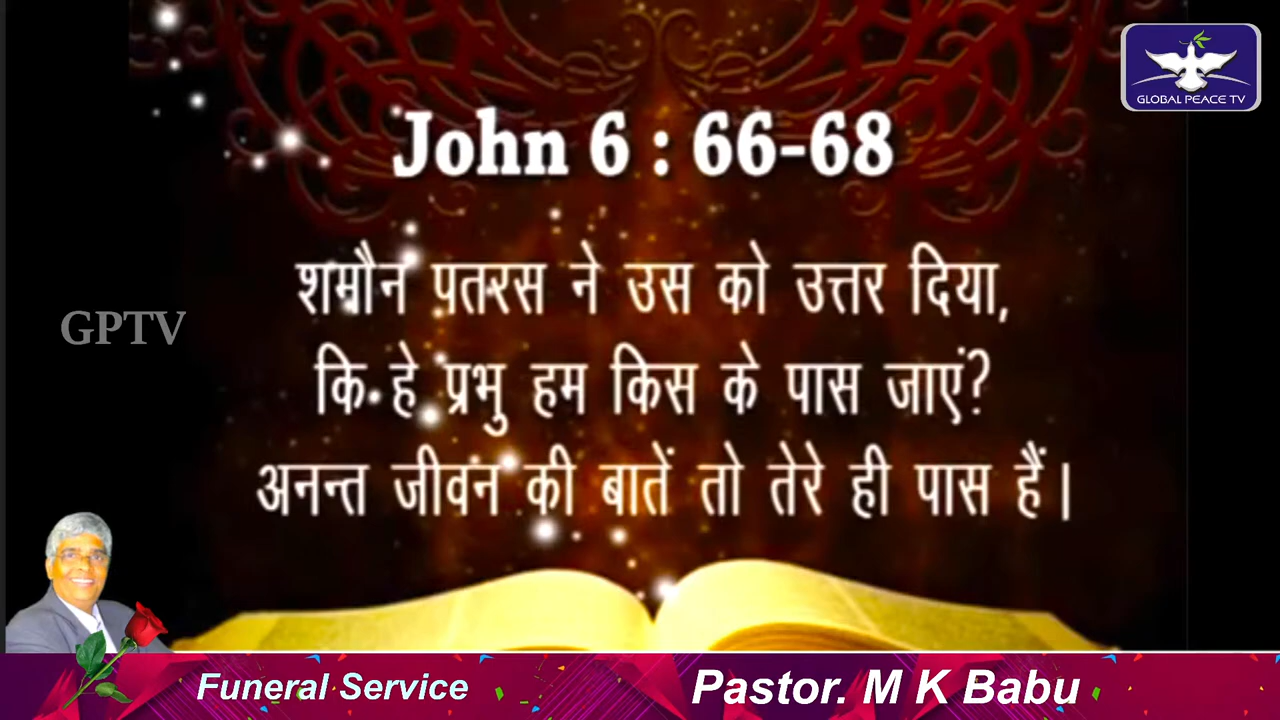 GLOBAL PEACE TV
John 6 : 66-68
शमौन पतरस ने उस को उत्तर दिया,
GPTV
कि हे प्रभु हम किस के पास जाएं?
अनन्त जीवन की बातें तो तेरे ही पास हैं।
Funeral Service
Pastor. M K Babu